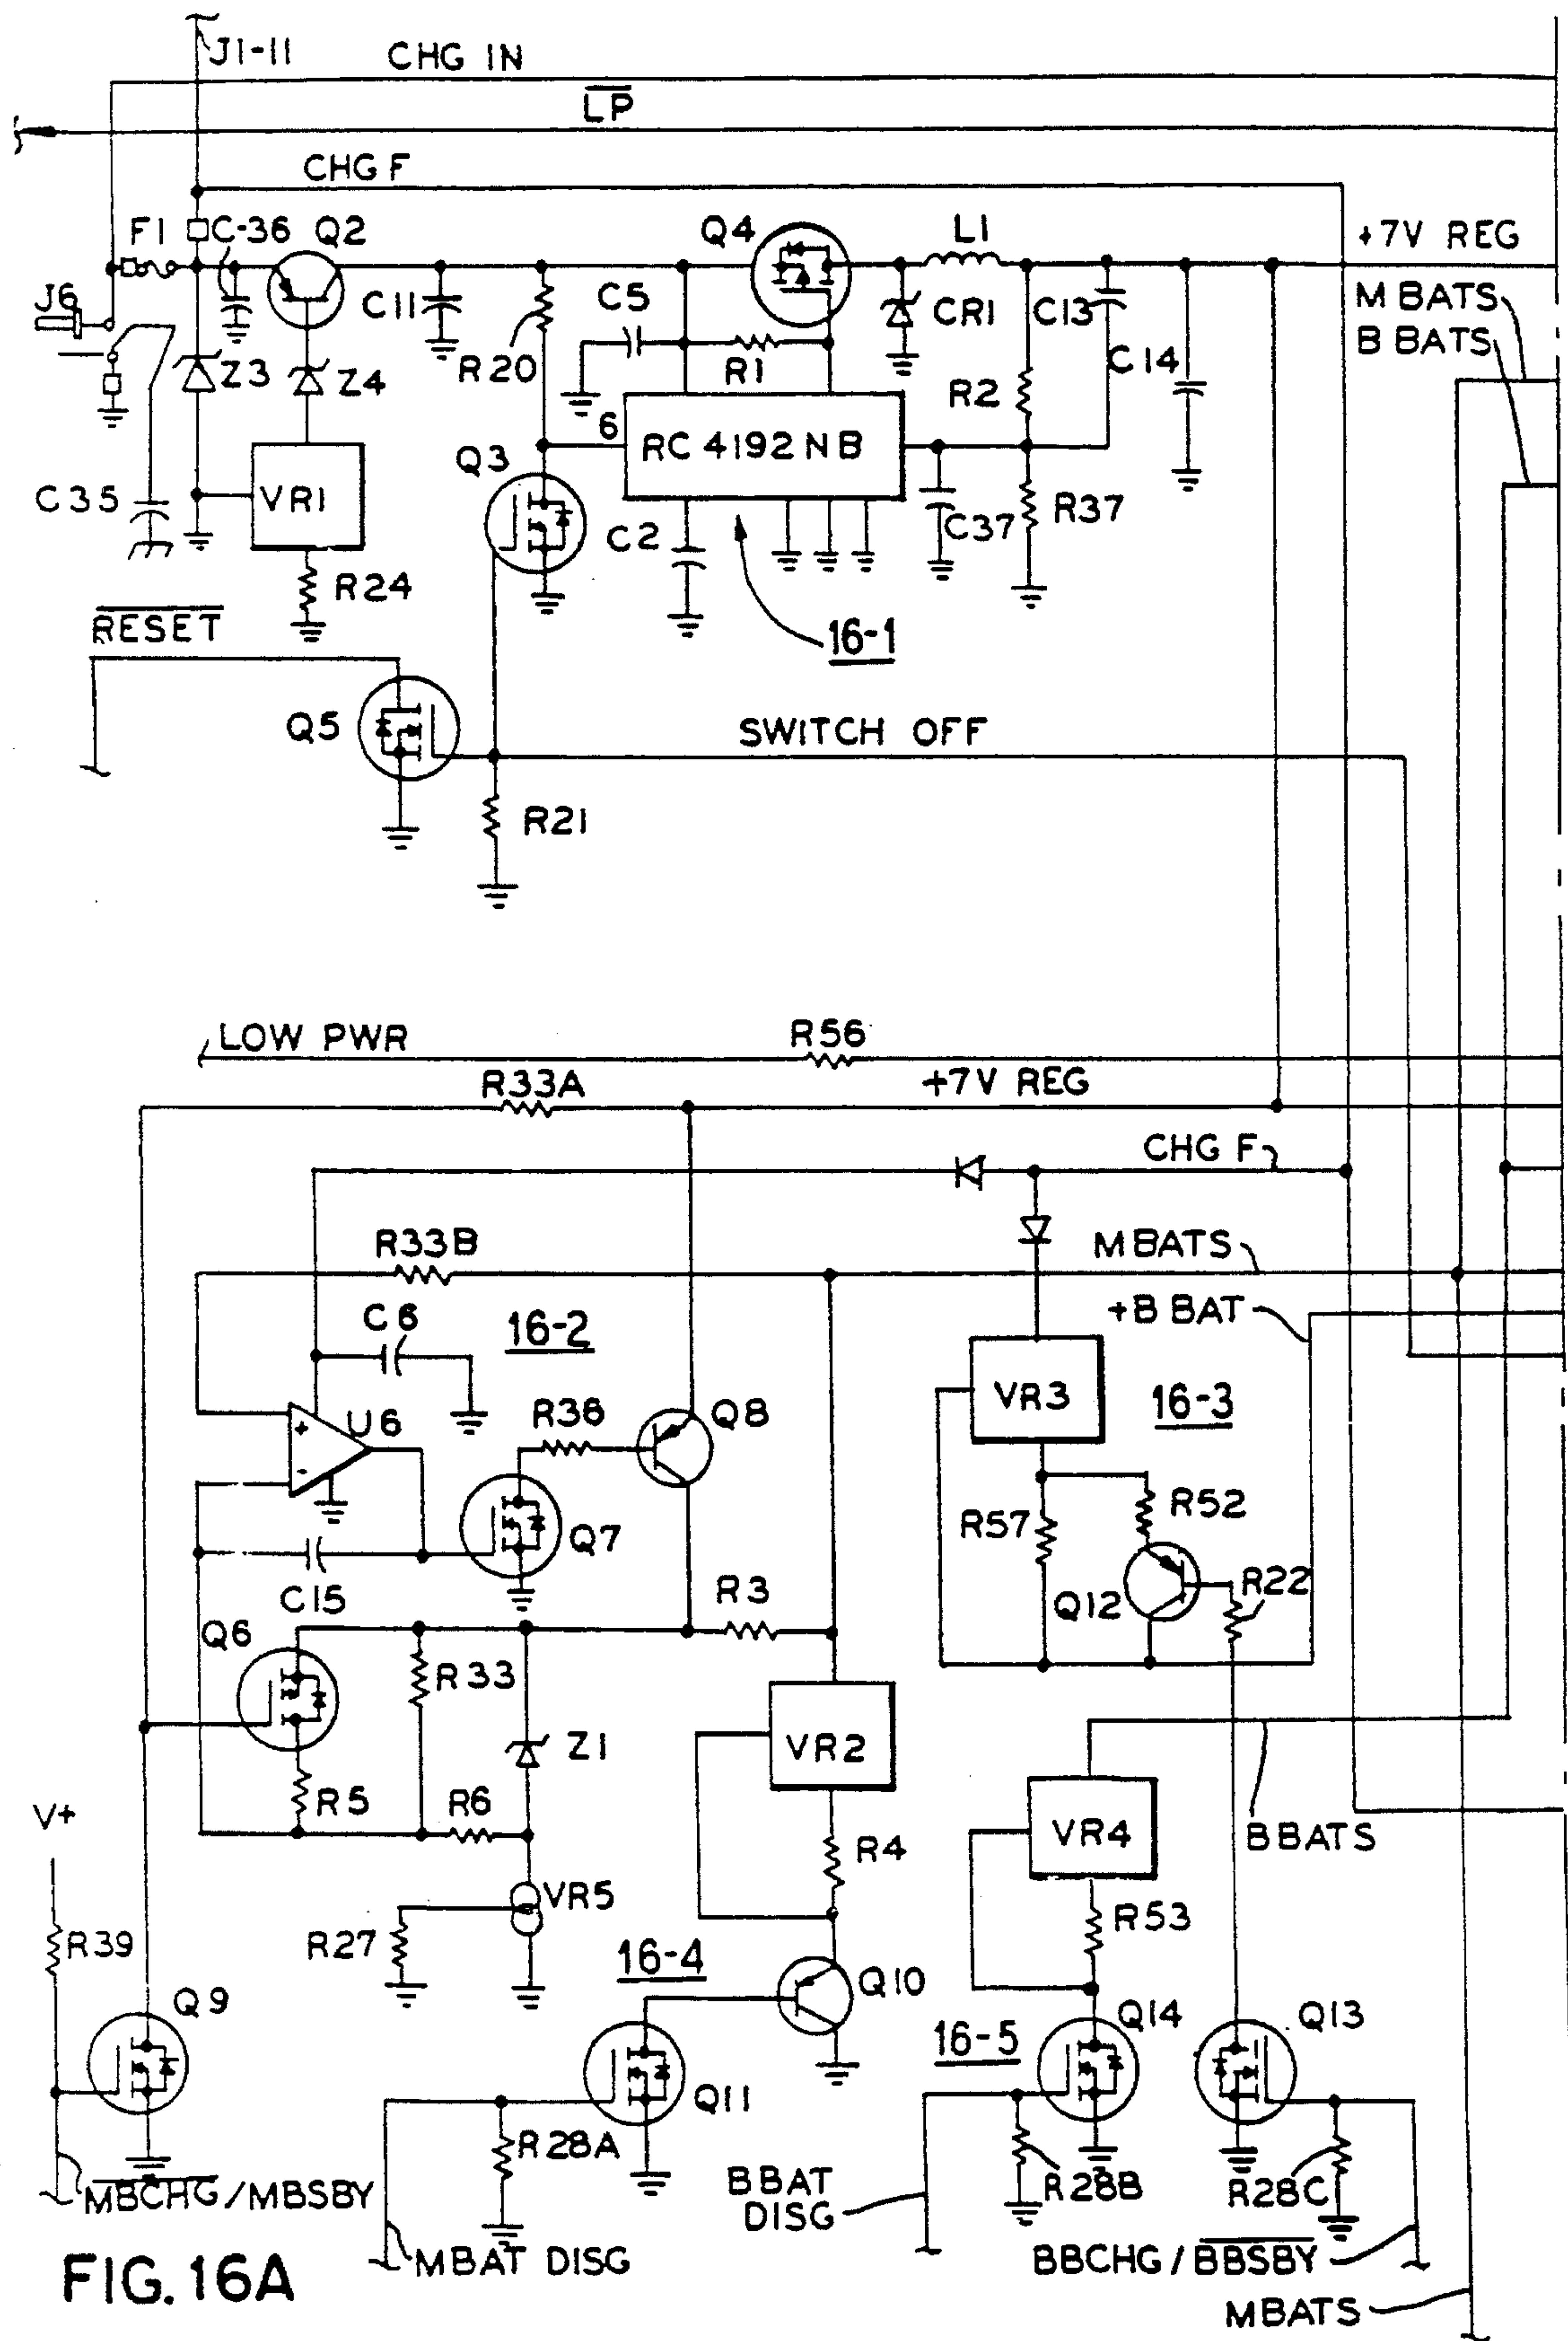 J1-11
CHG IN
L̅P̅
CHG F
F1
C-36
Q2
Q4
L1
+7V REG
M BATS
B BATS
J6
C11
R20
C5
R1
CR1
C13
C14
Z3
Z4
R2
6
RC 4192 NB
Q3
C35
VR1
C2
C37
R37
R24
16-1
R̅E̅S̅E̅T̅
Q5
SWITCH OFF
R21
LOW PWR
R56
R33A
+7V REG
CHG F
R33B
MBATS
C6
16-2
+B BAT
VR3
16-3
+
U6
-
R36
Q8
R57
R52
Q7
C15
R3
Q12
R22
Q6
R33
Z1
VR2
R5
R6
V+
R4
VR4
BBATS
VR5
R39
R27
16-4
R53
Q9
Q10
16-5
Q14
Q13
Q11
R28A
M̅B̅C̅H̅G̅/MBSBY
BBAT
DISG
R28B
R28C
MBAT DISG
BBCHG/B̅B̅S̅B̅Y̅
FIG. 16A
MBATS